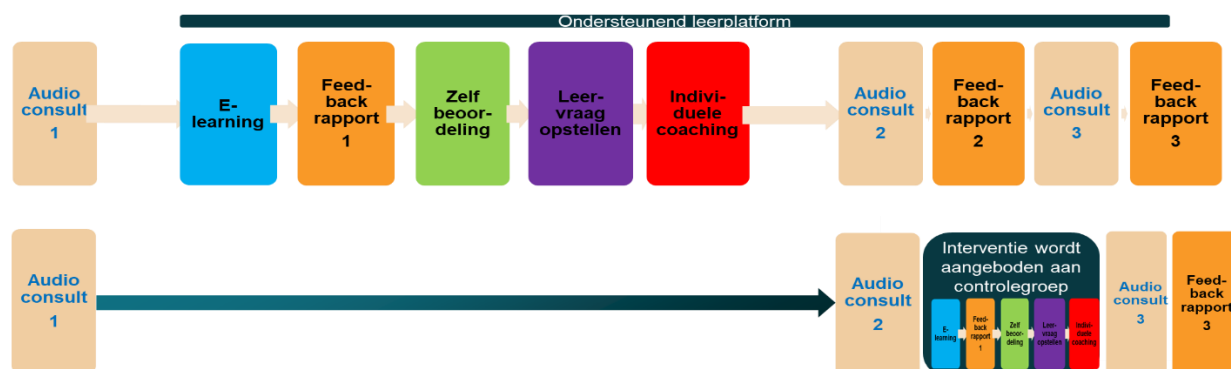 Ondersteunend leerplatform
Audio
consult
1
E-
learning
Feed-
back
rapport
1
Zelf
beoor-
deling
Leer-
vraag
opstellen
Indivi-
duele
coaching
Audio
consult
2
Feed-
back
rapport
2
Audio
consult
3
Feed-
back
rapport
3
Audio
consult
1
Audio
consult
2
Interventie wordt
aangeboden aan
controlegroep
E-
learning
Feed-
back
rapport
1
Zelf
beoor-
deling
Leer-
vraag
opstellen
Indivi-
duele
coaching
Audio
consult
3
Feed-
back
rapport
3